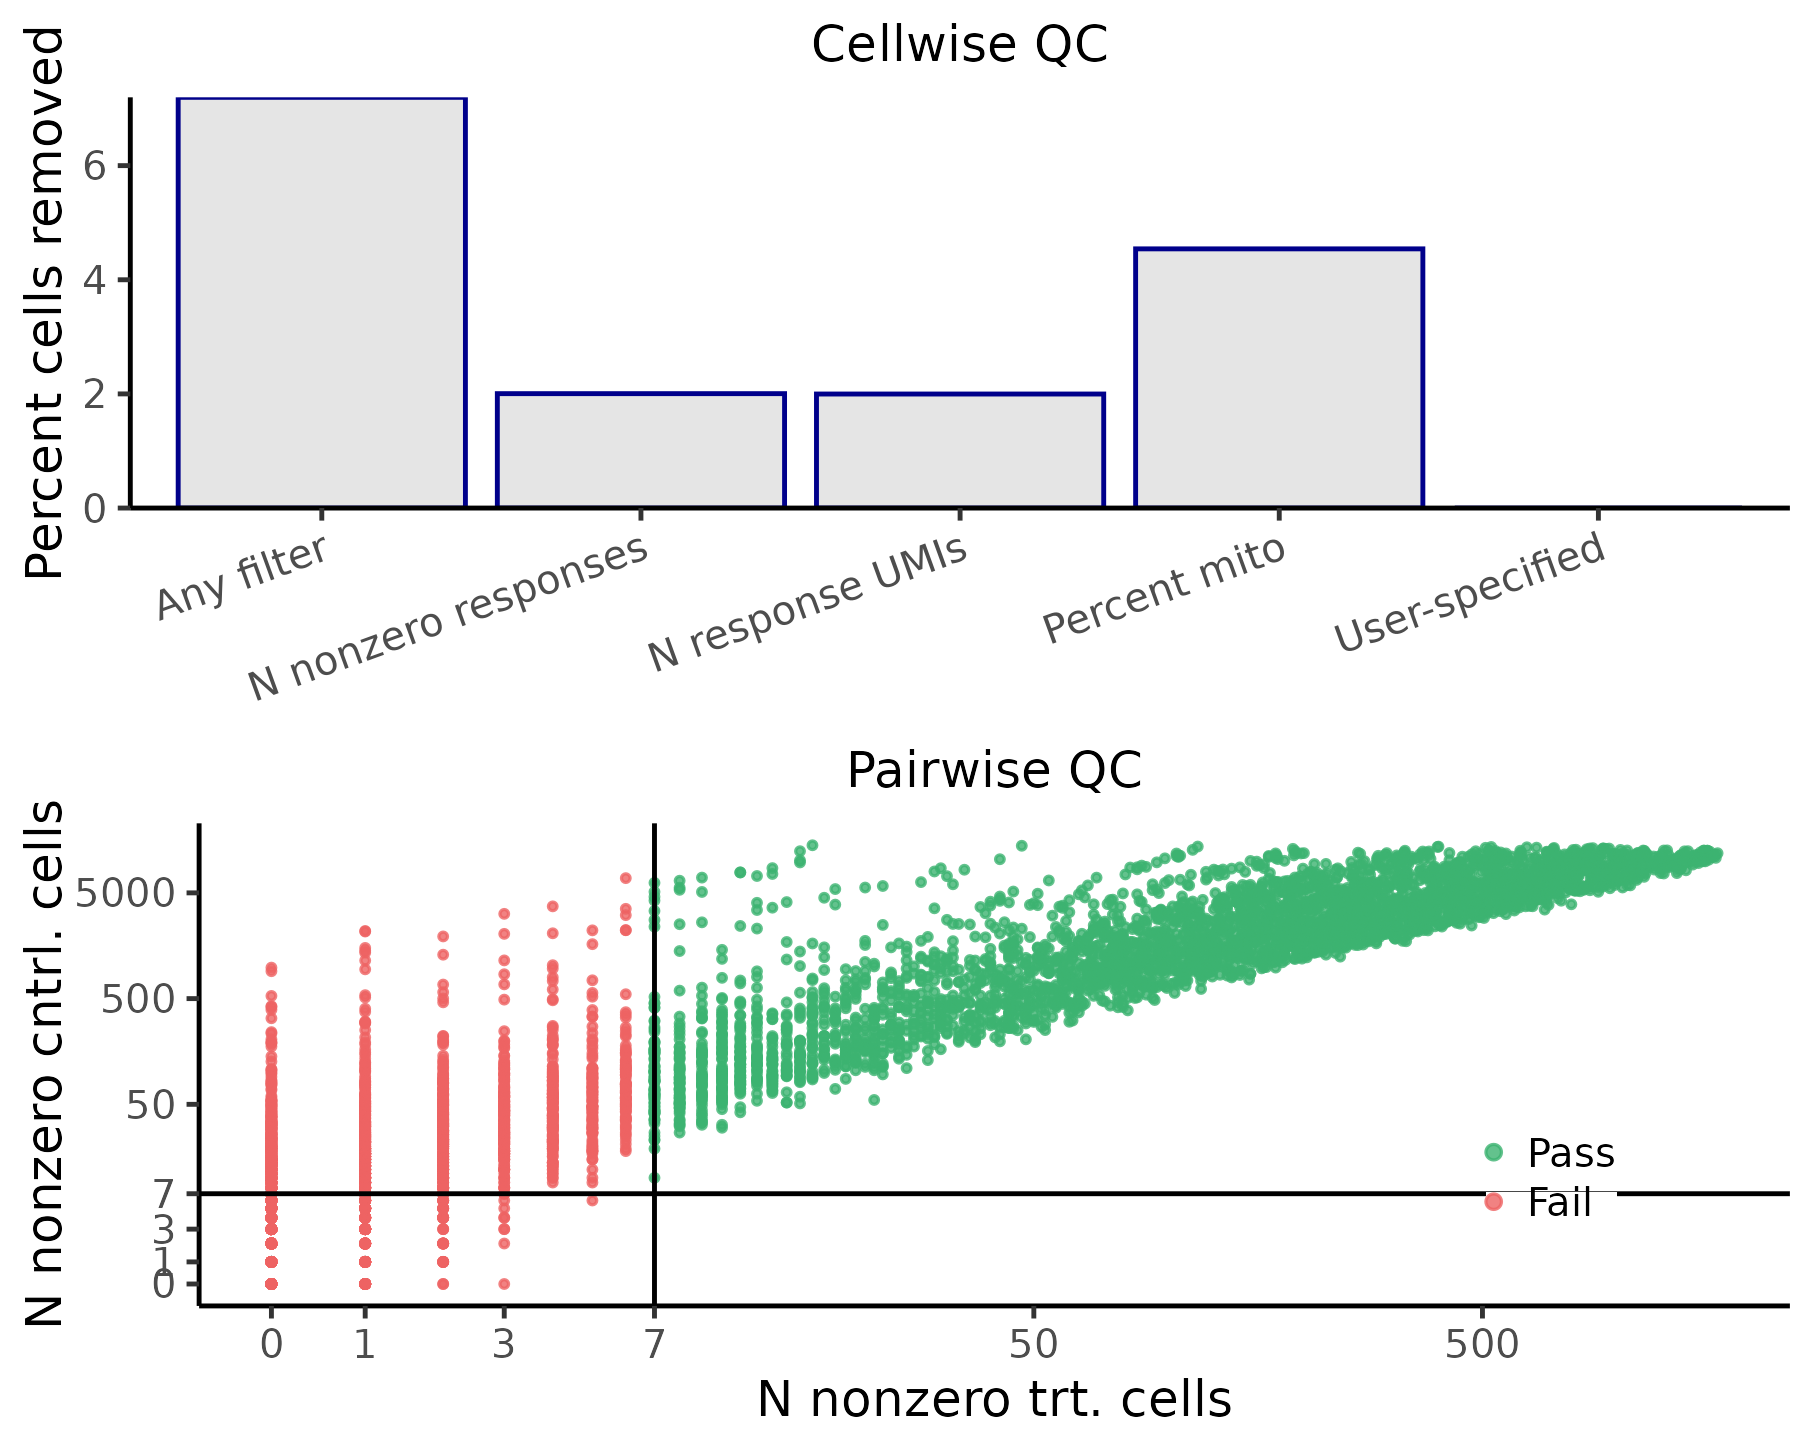 Cellwise QC
Percent cells removed
6
4
2
0
Any filter
N nonzero responses
N response UMIs
Percent mito
User-specified
Pairwise QC
N nonzero cntrl. cells
5000
500
50
7
3
1
0
Pass
Fail
0 1 3 7 50 500
N nonzero trt. cells